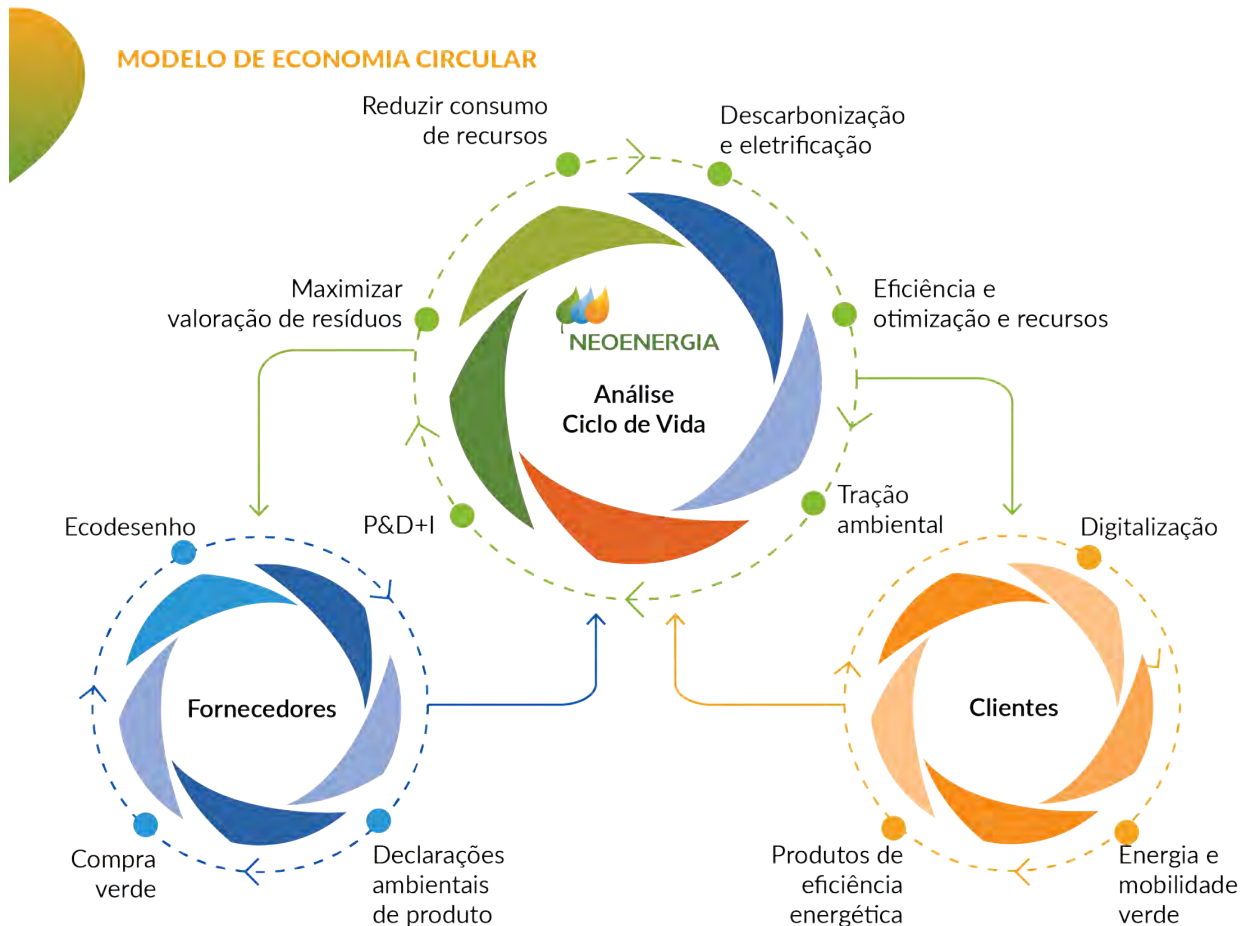 MODELO DE ECONOMIA CIRCULAR
Reduzir consumo
de recursos
Descarbonização
e eletrificação
Maximizar
valoração de resíduos
Eficiência e
otimização e recursos
NEOENERGIA
Análise
Ciclo de Vida
P&D+I
Tração
ambiental
Ecodesenho
Digitalização
Fornecedores
Clientes
Compra
verde
Declarações
ambientais
de produto
Produtos de
eficiência
energética
Energia e
mobilidade
verde